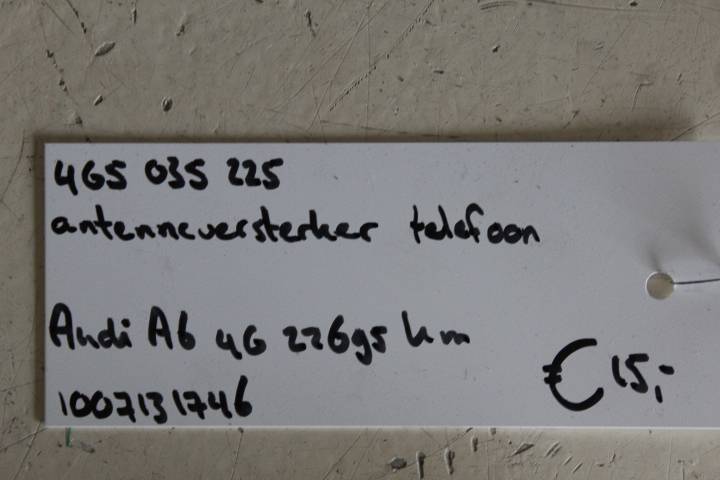 4G5 035 225
antenneversterker telefoon
Audi A6 4G 22695 km
1007131746
€ 15,-